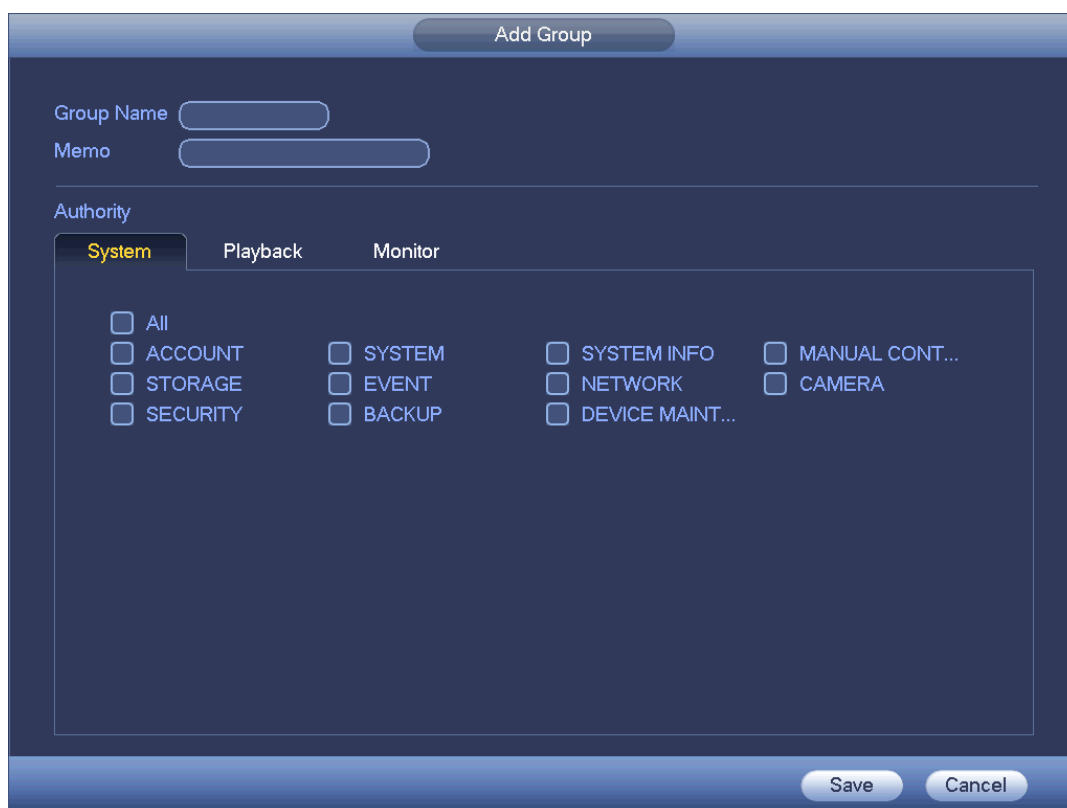 Add Group
Group Name
Memo
Authority
System Playback Monitor
All
ACCOUNT SYSTEM SYSTEM INFO MANUAL CONT...
STORAGE EVENT NETWORK CAMERA
SECURITY BACKUP DEVICE MAINT...
Save Cancel